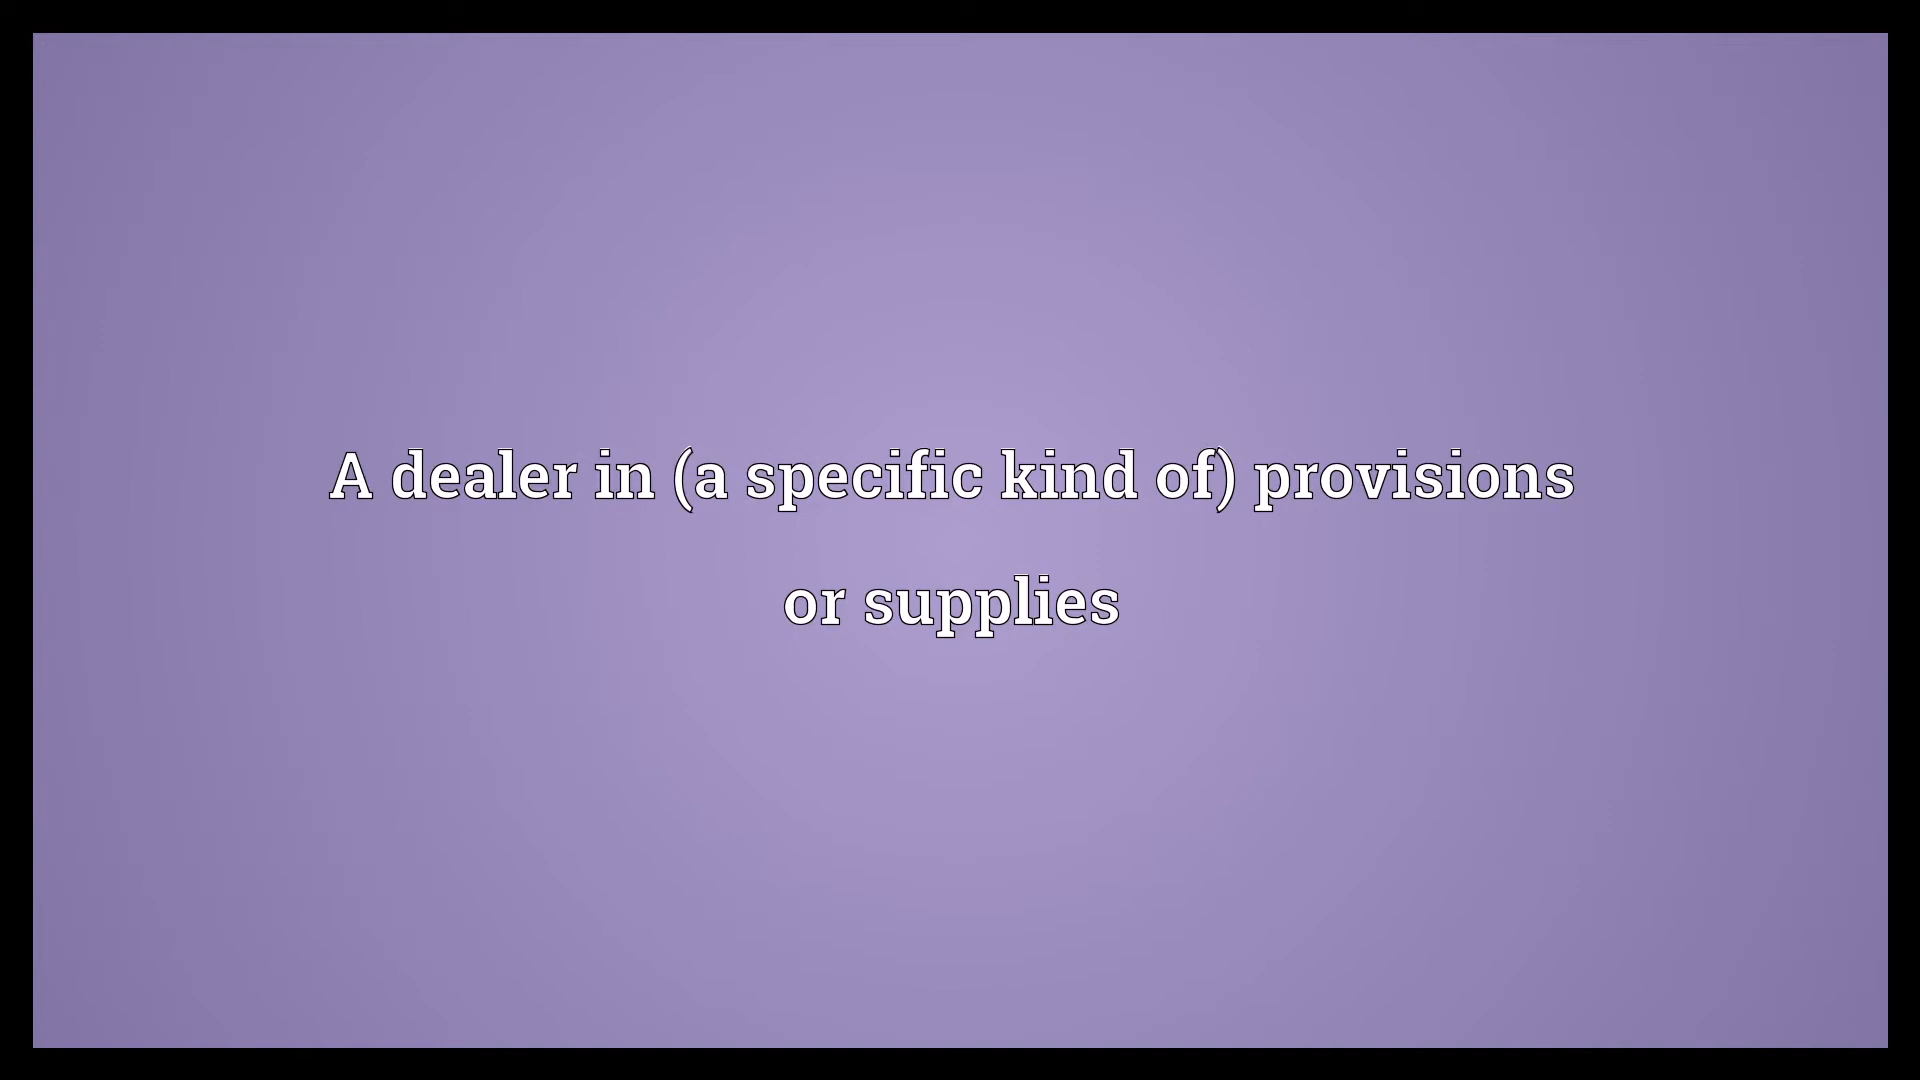 A dealer in (a specific kind of) provisions
or supplies